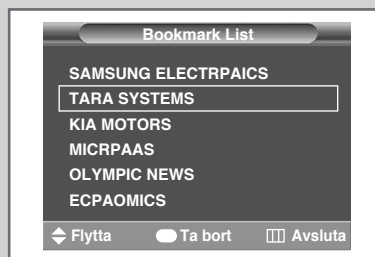 Bookmark List
SAMSUNG ELECTRPAICS
TARA SYSTEMS
KIA MOTORS
MICRPAAS
OLYMPIC NEWS
ECPAOMICS
Flytta Ta bort Avsluta